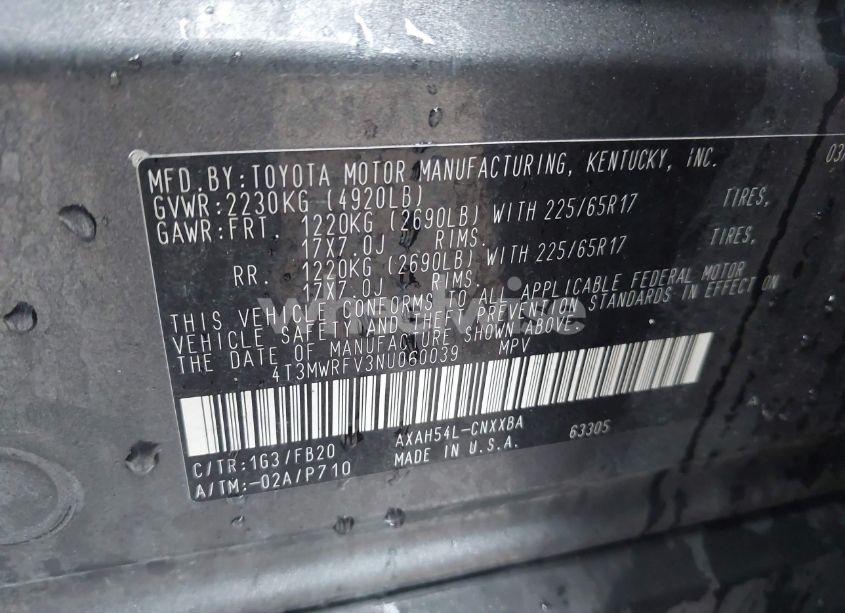 MFD.BY:TOYOTA MOTOR MANUFACTURING, KENTUCKY, INC. 03/
GVWR:2230KG (4920LB)
GAWR:FRT. 1220KG (2690LB) WITH 225/65R17 TIRES,
17X7.0J RIMS.
RR. 1220KG (2690LB) WITH 225/65R17 TIRES,
17X7.0J RIMS.
THIS VEHICLE CONFORMS TO ALL APPLICABLE FEDERAL MOTOR
VEHICLE SAFETY AND THEFT PREVENTION STANDARDS IN EFFECT ON
THE DATE OF MANUFACTURE SHOWN ABOVE.
4T3MWRFV3NU060039 MPV
C/TR:1G3/FB20 AXAH54L-CNXXBA 63305
A/TM:-02A/P710 MADE IN U.S.A.